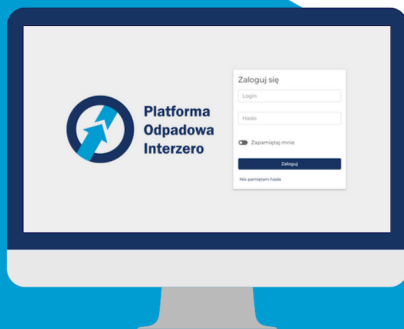 Platforma
Odpadowa
Interzero
Zaloguj się
Login
Hasło
Zapamiętaj mnie
Zaloguj
Nie pamiętam hasła